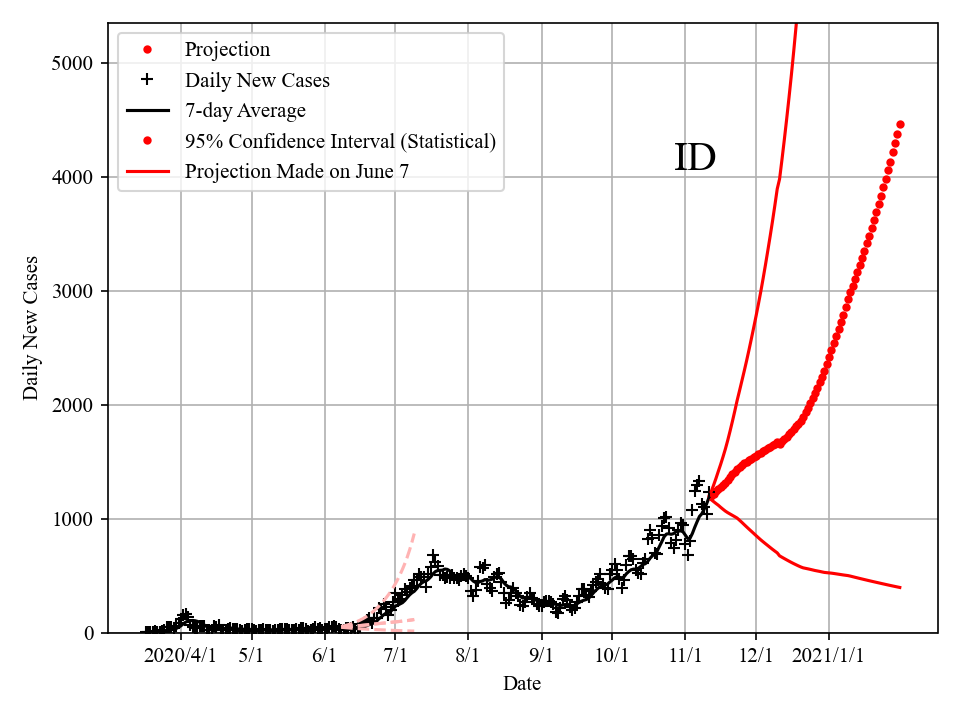 Projection
Daily New Cases
7-day Average
95% Confidence Interval (Statistical)
Projection Made on June 7
ID
5000
4000
3000
2000
1000
0
Daily New Cases
2020/4/1 5/1 6/1 7/1 8/1 9/1 10/1 11/1 12/1 2021/1/1
Date